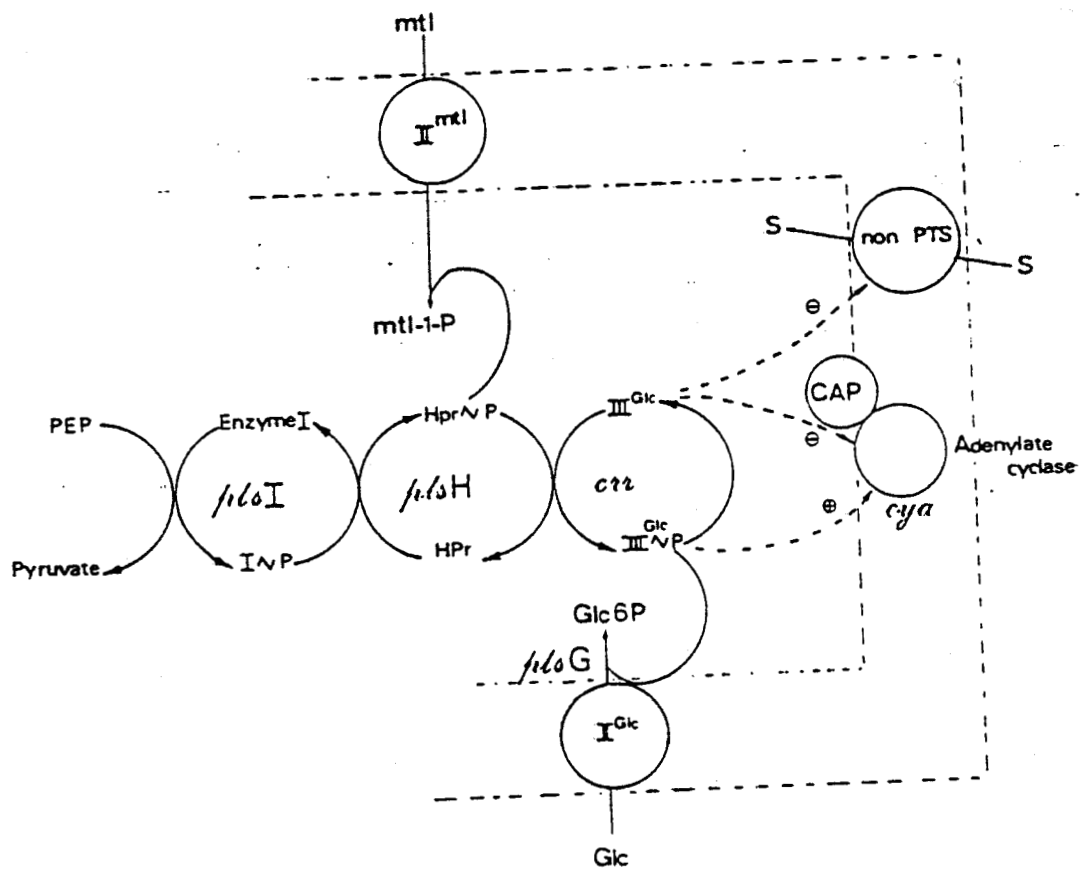 mtl
II^mtl
non PTS
S
S
mtl-1-P
CAP
PEP
Enzyme I
Hpr~P
III^Glc
Adenylate
cyclase
ptsI
ptsH
crr
cya
Pyruvate
I~P
HPr
III^Glc~P
Glc6P
ptsG
II^Glc
Glc
⊖
⊖
⊕